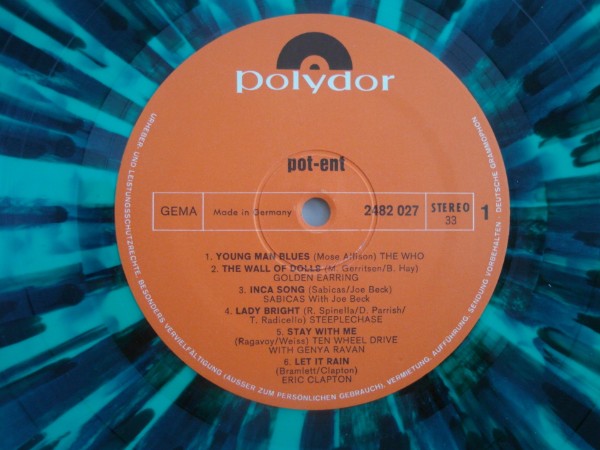 polydor
pot-ent
GEMA
Made in Germany
2482 027
STEREO
33
1
1. YOUNG MAN BLUES (Mose Allison) THE WHO
2. THE WALL OF DOLLS (M. Gerritsen/B. Hay)
GOLDEN EARRING
3. INCA SONG (Sabicas/Joe Beck)
SABICAS With Joe Beck
4. LADY BRIGHT (R. Spinella/D. Parrish/
T. Radicello) STEEPLECHASE
5. STAY WITH ME
(Ragavoy/Weiss) TEN WHEEL DRIVE
WITH GENYA RAVAN
6. LET IT RAIN
(Bramlett/Clapton)
ERIC CLAPTON
URHEBER- UND LEISTUNGSSCHUTZRECHTE, BESONDERS VERVIELFÄLTIGUNG (AUSSER ZUM PERSÖNLICHEN GEBRAUCH), VERMIETUNG, AUFFÜHRUNG, SENDUNG VORBEHALTEN. DEUTSCHE GRAMMOPHON